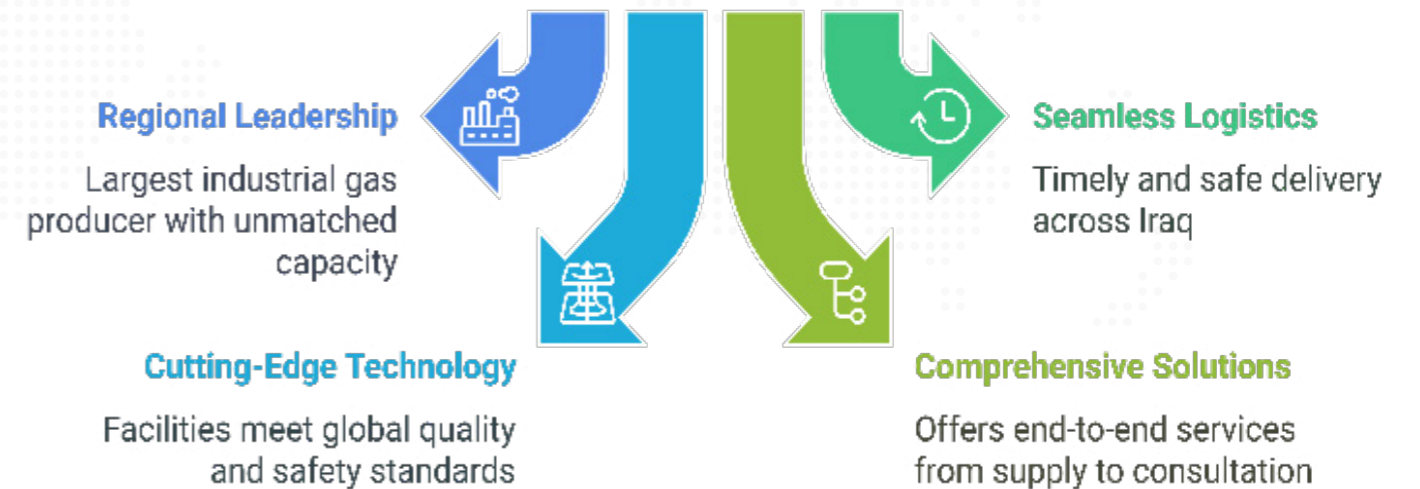 Regional Leadership
Largest industrial gas
producer with unmatched
capacity
Seamless Logistics
Timely and safe delivery
across Iraq
Cutting-Edge Technology
Facilities meet global quality
and safety standards
Comprehensive Solutions
Offers end-to-end services
from supply to consultation